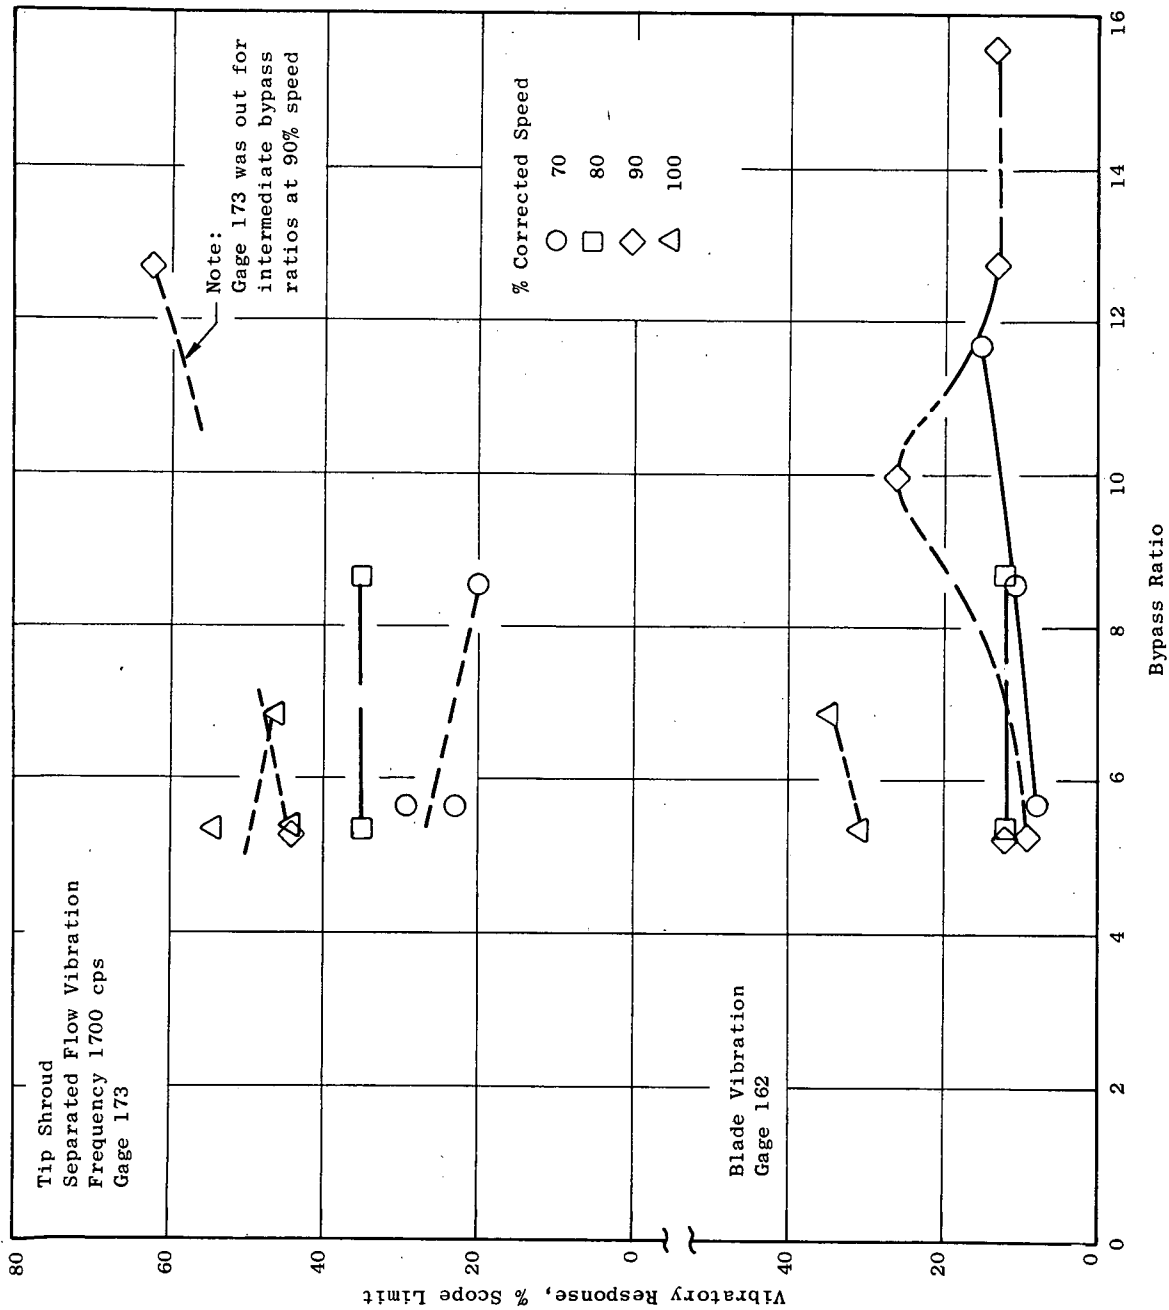 Tip Shroud
Separated Flow Vibration
Frequency 1700 cps
Gage 173
Note:
Gage 173 was out for
intermediate bypass
ratios at 90% speed
% Corrected Speed
70
80
90
100
Blade Vibration
Gage 162
Vibratory Response, % Scope Limit
80
60
40
20
0
40
20
0
0
2
4
6
8
10
12
14
16
Bypass Ratio